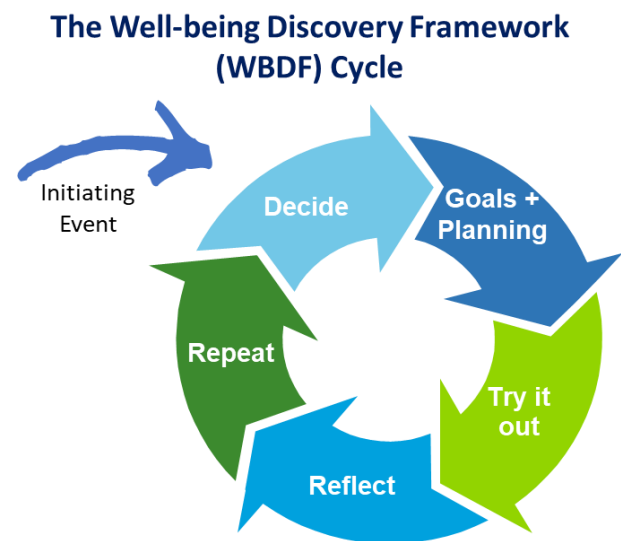 The Well-being Discovery Framework
(WBDF) Cycle
Initiating
Event
Decide
Goals +
Planning
Try it
out
Reflect
Repeat